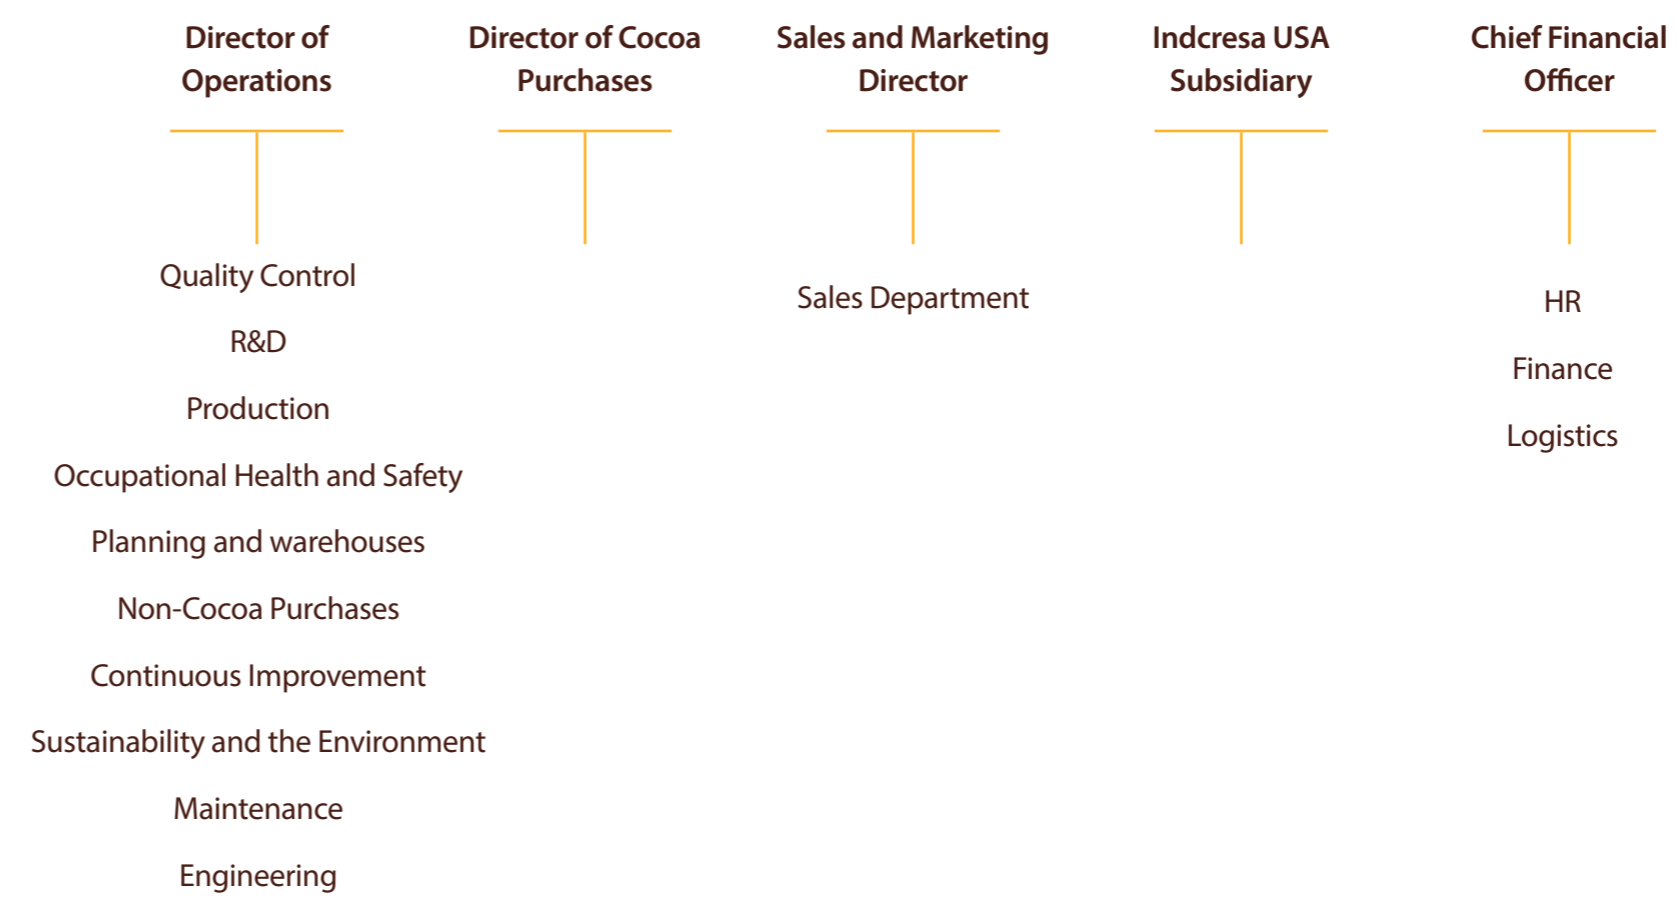 Director of
Operations
Quality Control
R&D
Production
Occupational Health and Safety
Planning and warehouses
Non-Cocoa Purchases
Continuous Improvement
Sustainability and the Environment
Maintenance
Engineering
Director of Cocoa
Purchases
Sales and Marketing
Director
Sales Department
Indcresa USA
Subsidiary
Chief Financial
Officer
HR
Finance
Logistics